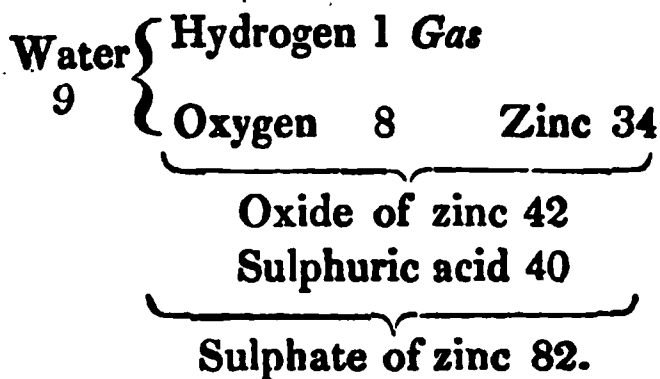 Water Hydrogen 1 Gas
9
Oxygen 8 Zinc 34
Oxide of zinc 42
Sulphuric acid 40
Sulphate of zinc 82.